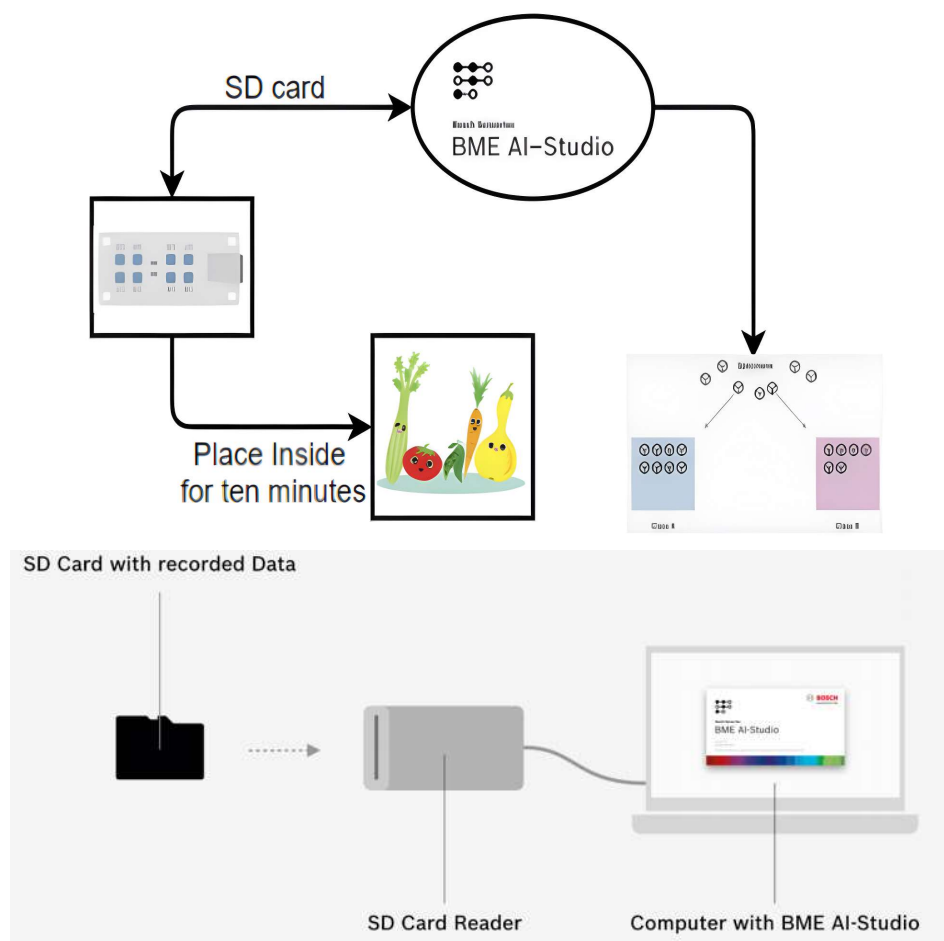 SD card
BME AI-Studio
Place Inside
for ten minutes
SD Card with recorded Data
BOSCH
BME AI-Studio
SD Card Reader
Computer with BME AI-Studio